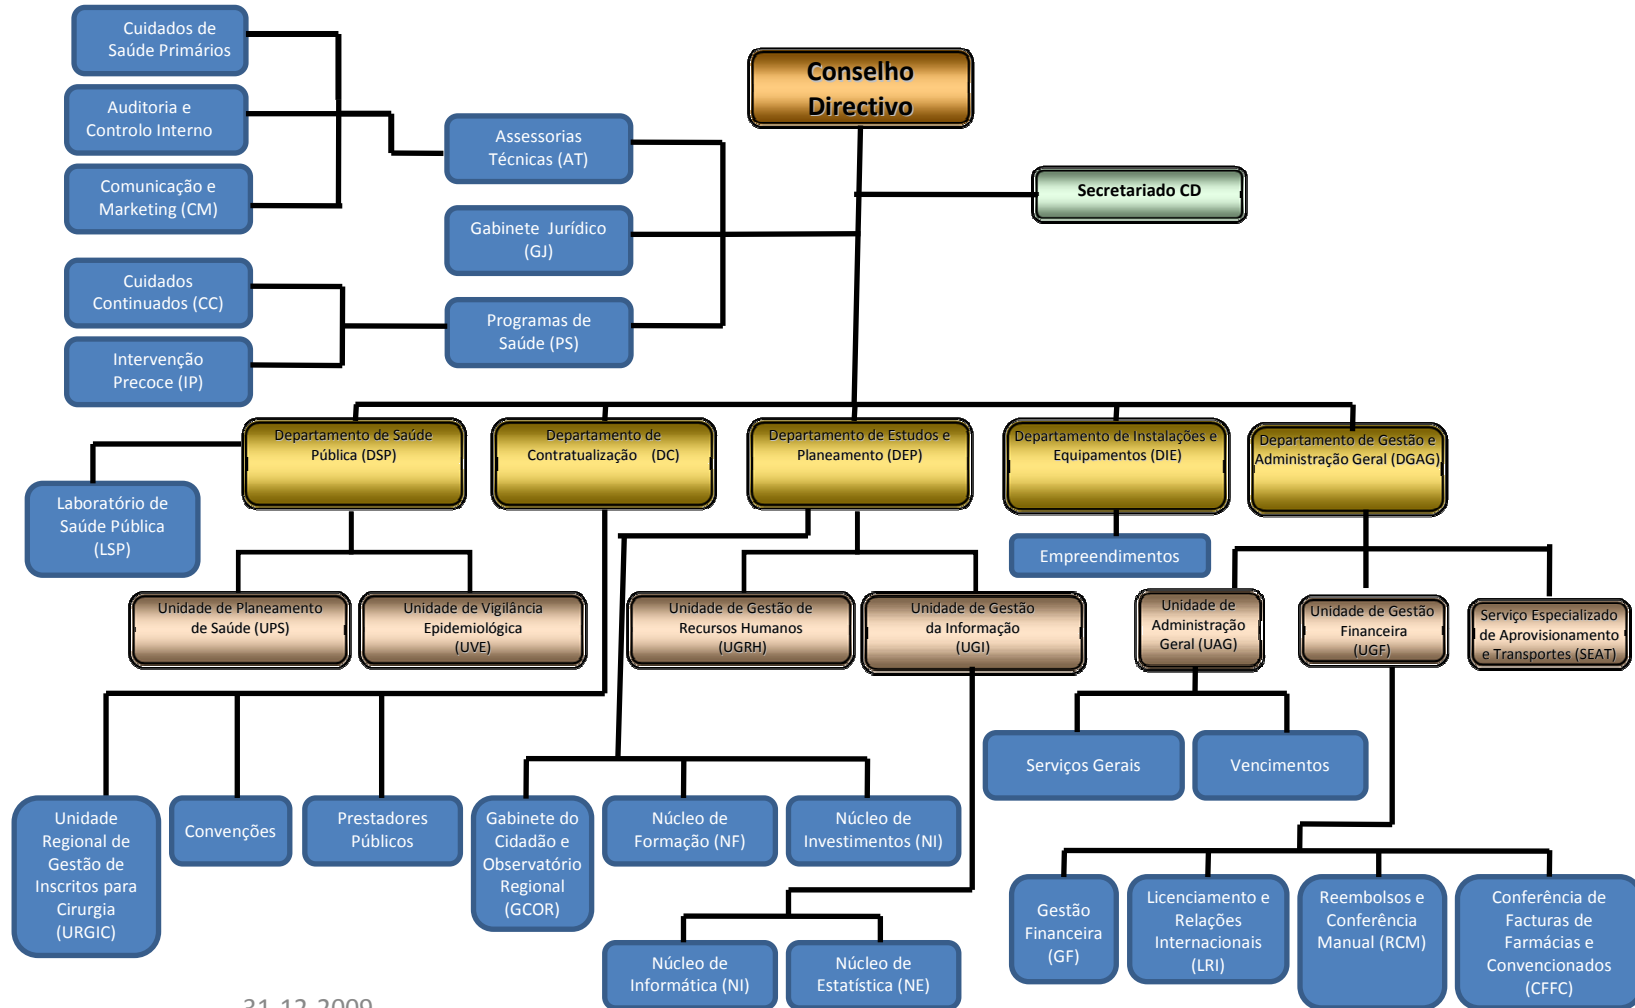 Cuidados de
Saúde Primários
Auditoria e
Controlo Interno
Comunicação e
Marketing (CM)
Cuidados
Continuados (CC)
Intervenção
Precoce (IP)
Assessorias
Técnicas (AT)
Gabinete Jurídico
(GJ)
Programas de
Saúde (PS)
Conselho
Directivo
Secretariado CD
Departamento de Saúde
Pública (DSP)
Departamento de
Contratualização (DC)
Departamento de Estudos e
Planeamento (DEP)
Departamento de Instalações e
Equipamentos (DIE)
Departamento de Gestão e
Administração Geral (DGAG)
Laboratório de
Saúde Pública
(LSP)
Empreendimentos
Unidade de Planeamento
de Saúde (UPS)
Unidade de Vigilância
Epidemiológica
(UVE)
Unidade de Gestão de
Recursos Humanos
(UGRH)
Unidade de Gestão
da Informação
(UGI)
Unidade de
Administração
Geral (UAG)
Unidade de Gestão
Financeira
(UGF)
Serviço Especializado
de Aprovisionamento
e Transportes (SEAT)
Serviços Gerais
Vencimentos
Unidade
Regional de
Gestão de
Inscritos para
Cirurgia
(URGIC)
Convenções
Prestadores
Públicos
Gabinete do
Cidadão e
Observatório
Regional
(GCOR)
Núcleo de
Formação (NF)
Núcleo de
Investimentos (NI)
Núcleo de
Informática (NI)
Núcleo de
Estatística (NE)
Gestão
Financeira
(GF)
Licenciamento e
Relações
Internacionais
(LRI)
Reembolsos e
Conferência
Manual (RCM)
Conferência de
Facturas de
Farmácias e
Convencionados
(CFFC)
31-12-2009